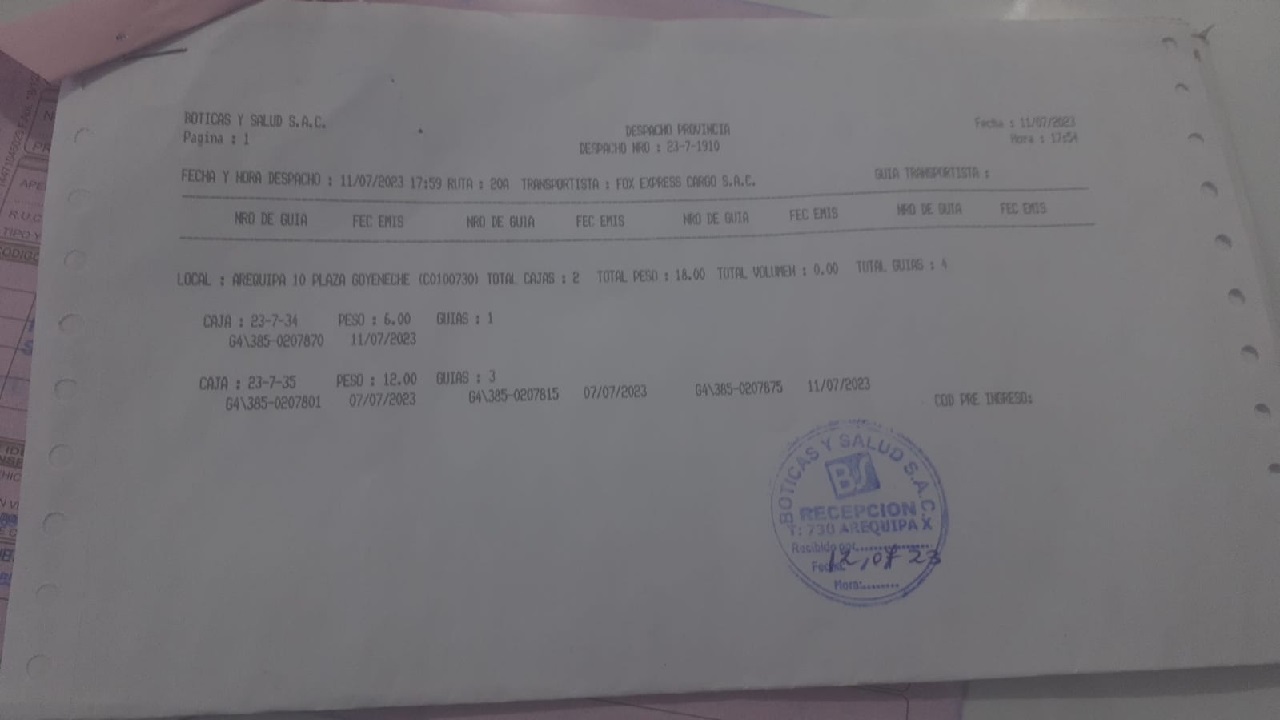 BOTICAS Y SALUD S.A.C.
Pagina : 1
DESPACHO PROVINCIA
DESPACHO NRO : 23-7-1910
Fecha : 11/07/2023
Hora : 17:54
FECHA Y HORA DESPACHO : 11/07/2023 17:59 RUTA : 20A TRANSPORTISTA : FOX EXPRESS CARGO S.A.C. GUIA TRANSPORTISTA :
NRO DE GUIA FEC EMIS NRO DE GUIA FEC EMIS NRO DE GUIA FEC EMIS NRO DE GUIA FEC EMIS
LOCAL : AREQUIPA 10 PLAZA GOYENECHE (C0100730) TOTAL CAJAS : 2 TOTAL PESO : 18.00 TOTAL VOLUMEN : 0.00 TOTAL GUIAS : 4
CAJA : 23-7-34 PESO : 6.00 GUIAS : 1
G4\385-0207870 11/07/2023
CAJA : 23-7-35 PESO : 12.00 GUIAS : 3
G4\385-0207801 07/07/2023 G4\385-0207815 07/07/2023 G4\385-0207875 11/07/2023
COD PRE INGRESO:
BOTICAS Y SALUD S.A.C.
BS
RECEPCION
T: 730 AREQUIPA X
Recibido por:
Fecha: 12,07 23
Hora: